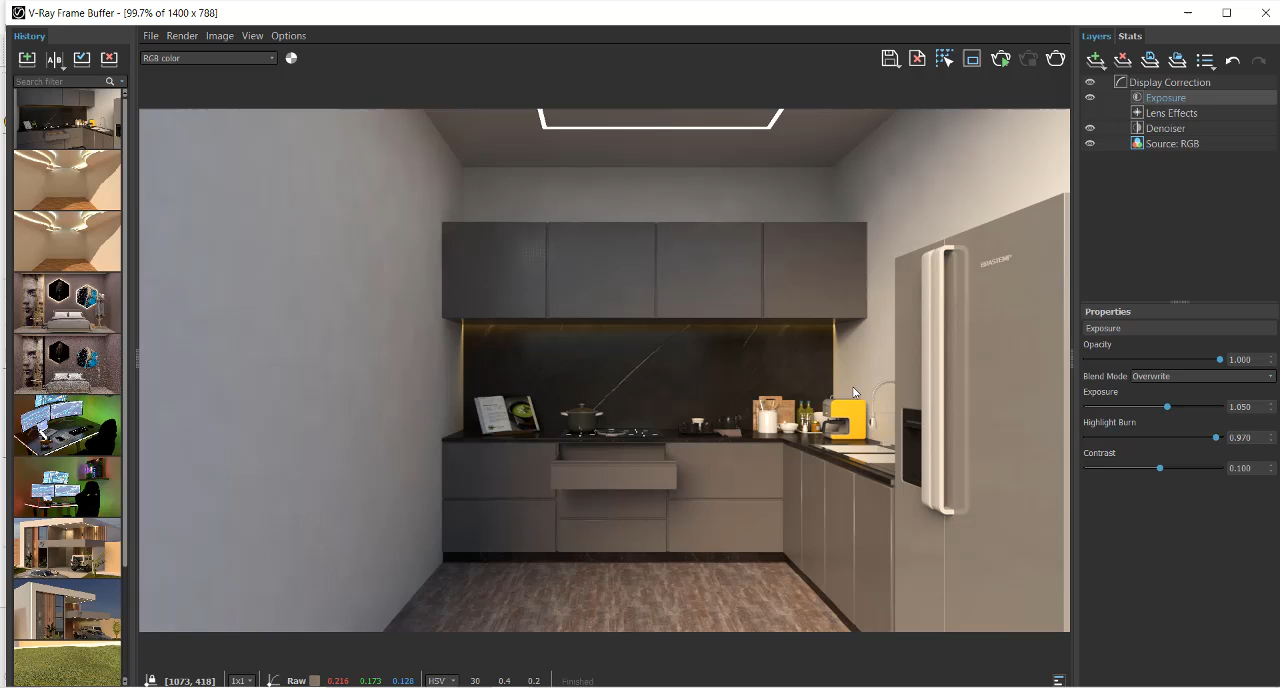 V-Ray Frame Buffer - [99.7% of 1400 x 788]
History
File Render Image View Options
Layers Stats
A B
RGB color
Search filter
Display Correction
Exposure
Lens Effects
Denoiser
Source: RGB
Properties
Exposure
Opacity
1.000
Blend Mode Overwrite
Exposure
1.050
Highlight Burn
0.970
Contrast
0.100
[1073, 418] 1x1 Raw 0.216 0.173 0.128 HSV 30 0.4 0.2 Finished